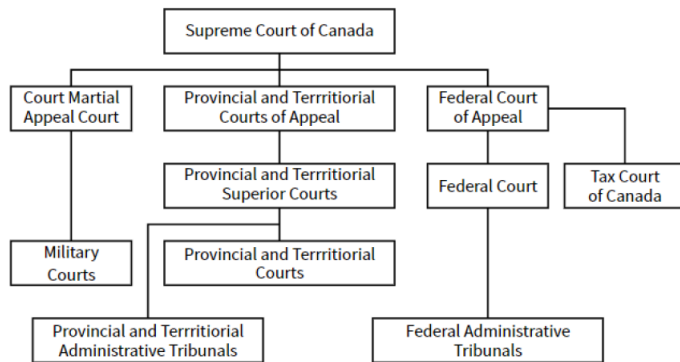 Supreme Court of Canada
Court Martial
Appeal Court
Provincial and Terrritiorial
Courts of Appeal
Federal Court
of Appeal
Provincial and Terrritiorial
Superior Courts
Federal Court
Tax Court
of Canada
Military
Courts
Provincial and Terrritiorial
Courts
Provincial and Terrritiorial
Administrative Tribunals
Federal Administrative
Tribunals